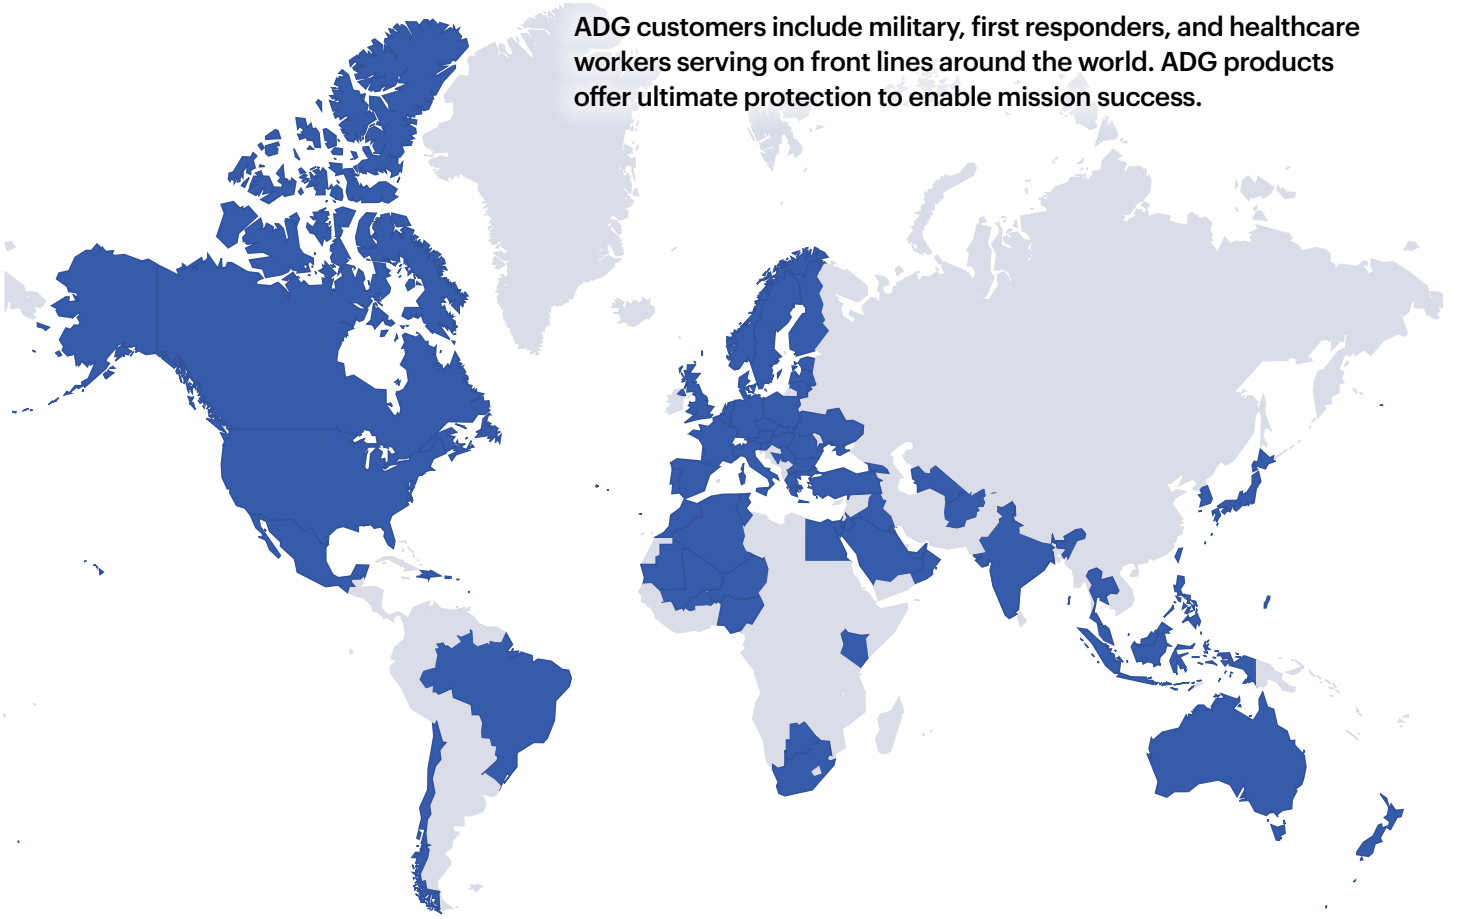 ADG customers include military, first responders, and healthcare
workers serving on front lines around the world. ADG products
offer ultimate protection to enable mission success.